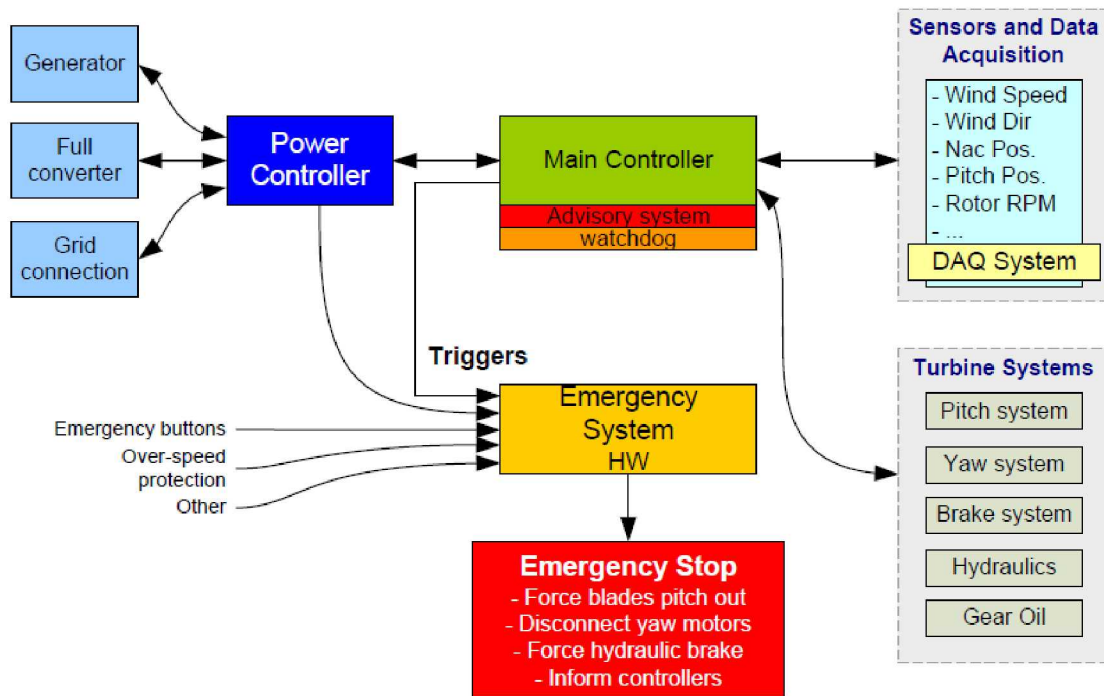 Generator
Full
converter
Grid
connection
Power
Controller
Main Controller
Advisory system
watchdog
Sensors and Data
Acquisition
- Wind Speed
- Wind Dir
- Nac Pos.
- Pitch Pos.
- Rotor RPM
- ...
DAQ System
Triggers
Emergency buttons
Over-speed
protection
Other
Emergency
System
HW
Emergency Stop
- Force blades pitch out
- Disconnect yaw motors
- Force hydraulic brake
- Inform controllers
Turbine Systems
Pitch system
Yaw system
Brake system
Hydraulics
Gear Oil